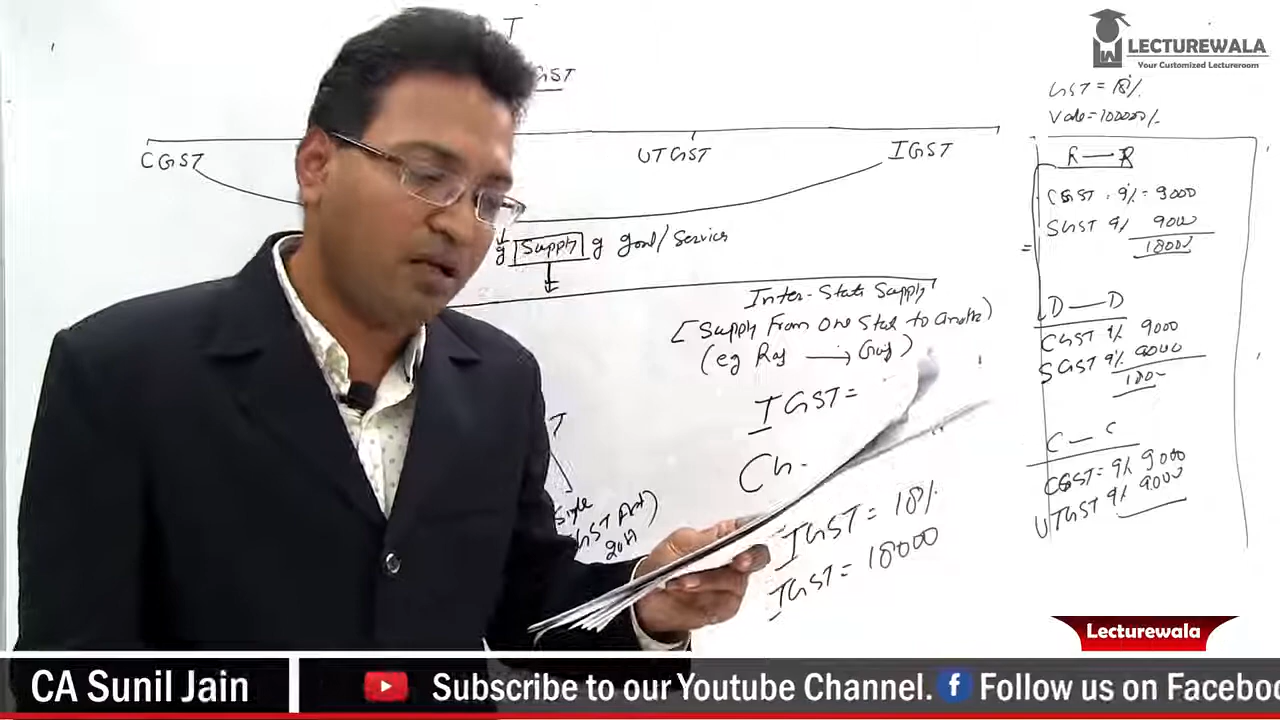 LECTUREWALA
Your Customized Lectureroom
GST
CGST
UTGST
IGST
Supply g good/Services
Inter-State Supply
[Supply From One State to another)
(eg Raj → Guj)
IGST =
IGST = 18%
IGST = 18000
GST = 18%
Value = 100000/-
R — R
CGST 9% = 9000
SGST 9% 9000
18000
D — D
CGST 9% 9000
SGST 9% 9000
C — C
CGST = 9% 9000
UTGST 9% 9000
Lecturewala
CA Sunil Jain
Subscribe to our Youtube Channel.
f Follow us on Facebo